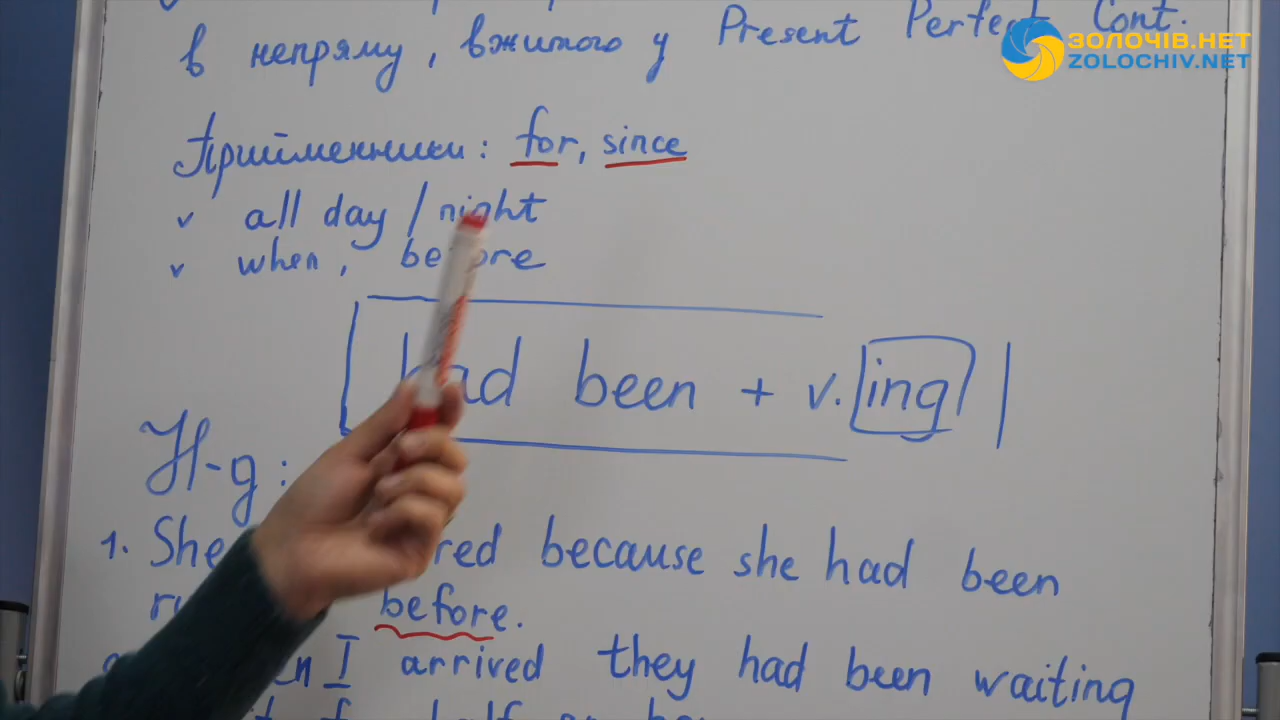 в непряму, вжитого у Present Perfect Cont.
ЗОЛОЧІВ.НЕТ
ZOLOCHIV.NET
Прийменники: for, since
v all day / night
v when, before
had been + v.ing
Н-д:
1. She because she had been
before.
I arrived they had been waiting